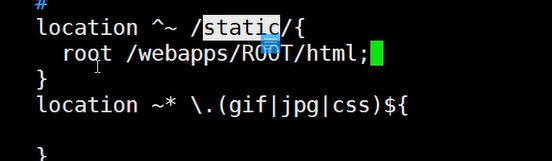 #
location ^~ /static/{
root /webapps/ROOT/html;
}
location ~* \.(gif|jpg|css)${
}